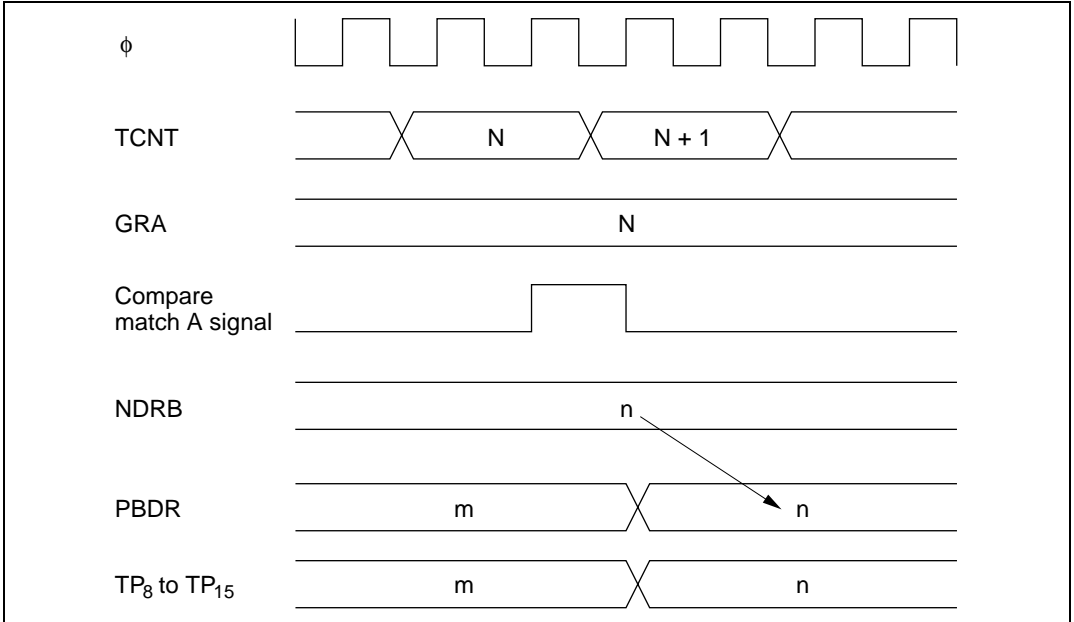 ϕ
TCNT N N + 1
GRA N
Compare
match A signal
NDRB n
PBDR m n
TP8 to TP15 m n